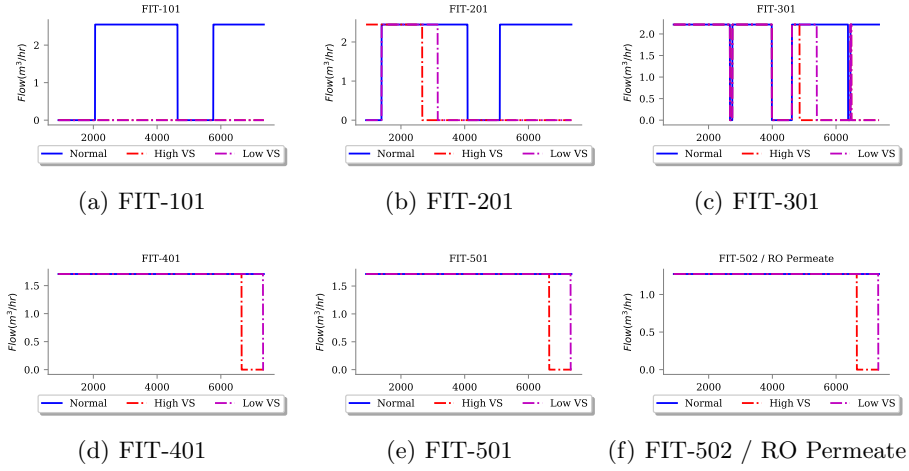 FIT-101
FIT-201
FIT-301
Flow(m³/hr)
2
1
0
2000 4000 6000
Normal High VS Low VS
Flow(m³/hr)
2
1
0
2000 4000 6000
Normal High VS Low VS
Flow(m³/hr)
2.0
1.5
1.0
0.5
0.0
2000 4000 6000
Normal High VS Low VS
(a) FIT-101
(b) FIT-201
(c) FIT-301
FIT-401
FIT-501
FIT-502 / RO Permeate
Flow(m³/hr)
1.5
1.0
0.5
0.0
2000 4000 6000
Normal High VS Low VS
Flow(m³/hr)
1.5
1.0
0.5
0.0
2000 4000 6000
Normal High VS Low VS
Flow(m³/hr)
1.0
0.5
0.0
2000 4000 6000
Normal High VS Low VS
(d) FIT-401
(e) FIT-501
(f) FIT-502 / RO Permeate